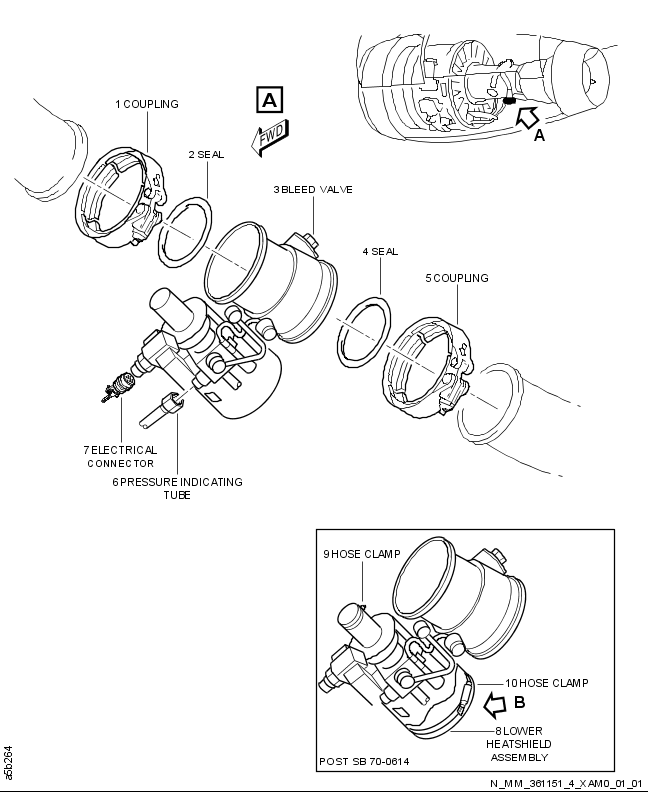 A
FWD
A
1 COUPLING
2 SEAL
3 BLEED VALVE
4 SEAL
5 COUPLING
7 ELECTRICAL
CONNECTOR
6 PRESSURE INDICATING
TUBE
9 HOSE CLAMP
10 HOSE CLAMP
B
8 LOWER
HEATSHIELD
ASSEMBLY
POST SB 70-0614
a5b264
N_MM_361151_4_XAM0_01_01